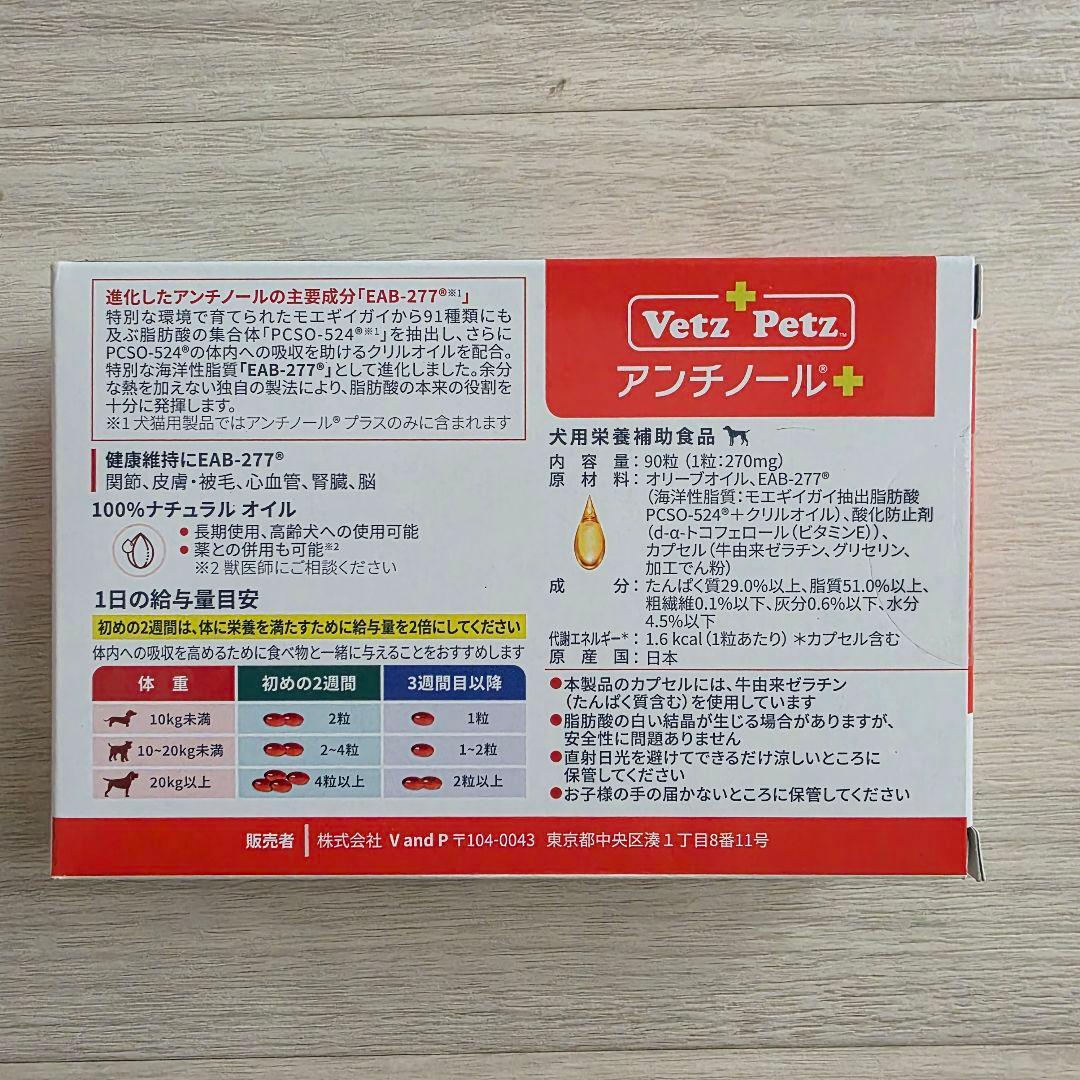 進化したアンチノールの主要成分「EAB-277®※1」
特別な環境で育てられたモエギイガイから91種類にも
及ぶ脂肪酸の集合体「PCSO-524®※1」を抽出し、さらに
PCSO-524®の体内への吸収を助けるクリルオイルを配合。
特別な海洋性脂質「EAB-277®」として進化しました。余分
な熱を加えない独自の製法により、脂肪酸の本来の役割を
十分に発揮します。
※1 犬猫用製品ではアンチノール® プラスのみに含まれます
健康維持にEAB-277®
関節、皮膚・被毛、心血管、腎臓、脳
100%ナチュラル オイル
●長期使用、高齢犬への使用可能
●薬との併用も可能※2
※2 獣医師にご相談ください
1日の給与量目安
初めの2週間は、体に栄養を満たすために給与量を2倍にしてください
体内への吸収を高めるために食べ物と一緒に与えることをおすすめします
体重 初めの2週間 3週間目以降
10kg未満 2粒 1粒
10~20kg未満 2~4粒 1~2粒
20kg以上 4粒以上 2粒以上
Vetz Petz™
アンチノール®+
犬用栄養補助食品
内容量:90粒(1粒:270mg)
原材料:オリーブオイル、EAB-277®
(海洋性脂質:モエギイガイ抽出脂肪酸
PCSO-524®+クリルオイル)、酸化防止剤
(d-α-トコフェロール(ビタミンE))、
カプセル(牛由来ゼラチン、グリセリン、
加工でん粉)
成分:たんぱく質29.0%以上、脂質51.0%以上、
粗繊維0.1%以下、灰分0.6%以下、水分
4.5%以下
代謝エネルギー*:1.6 kcal(1粒あたり)*カプセル含む
原産国:日本
●本製品のカプセルには、牛由来ゼラチン
(たんぱく質含む)を使用しています
●脂肪酸の白い結晶が生じる場合がありますが、
安全性に問題ありません
●直射日光を避けてできるだけ涼しいところに
保管してください
●お子様の手の届かないところに保管してください
販売者 株式会社 V and P 〒104-0043 東京都中央区湊1丁目8番11号